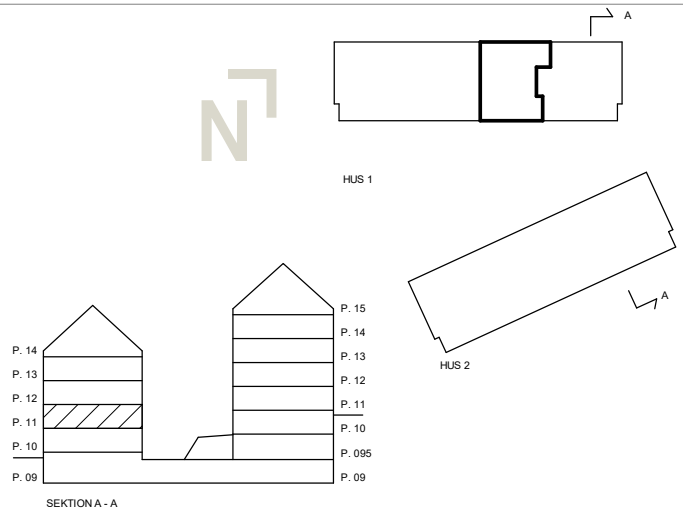 A
N
HUS 1
A
HUS 2
P. 14
P. 13
P. 12
P. 11
P. 10
P. 09
P. 15
P. 14
P. 13
P. 12
P. 11
P. 10
P. 095
P. 09
SEKTION A - A